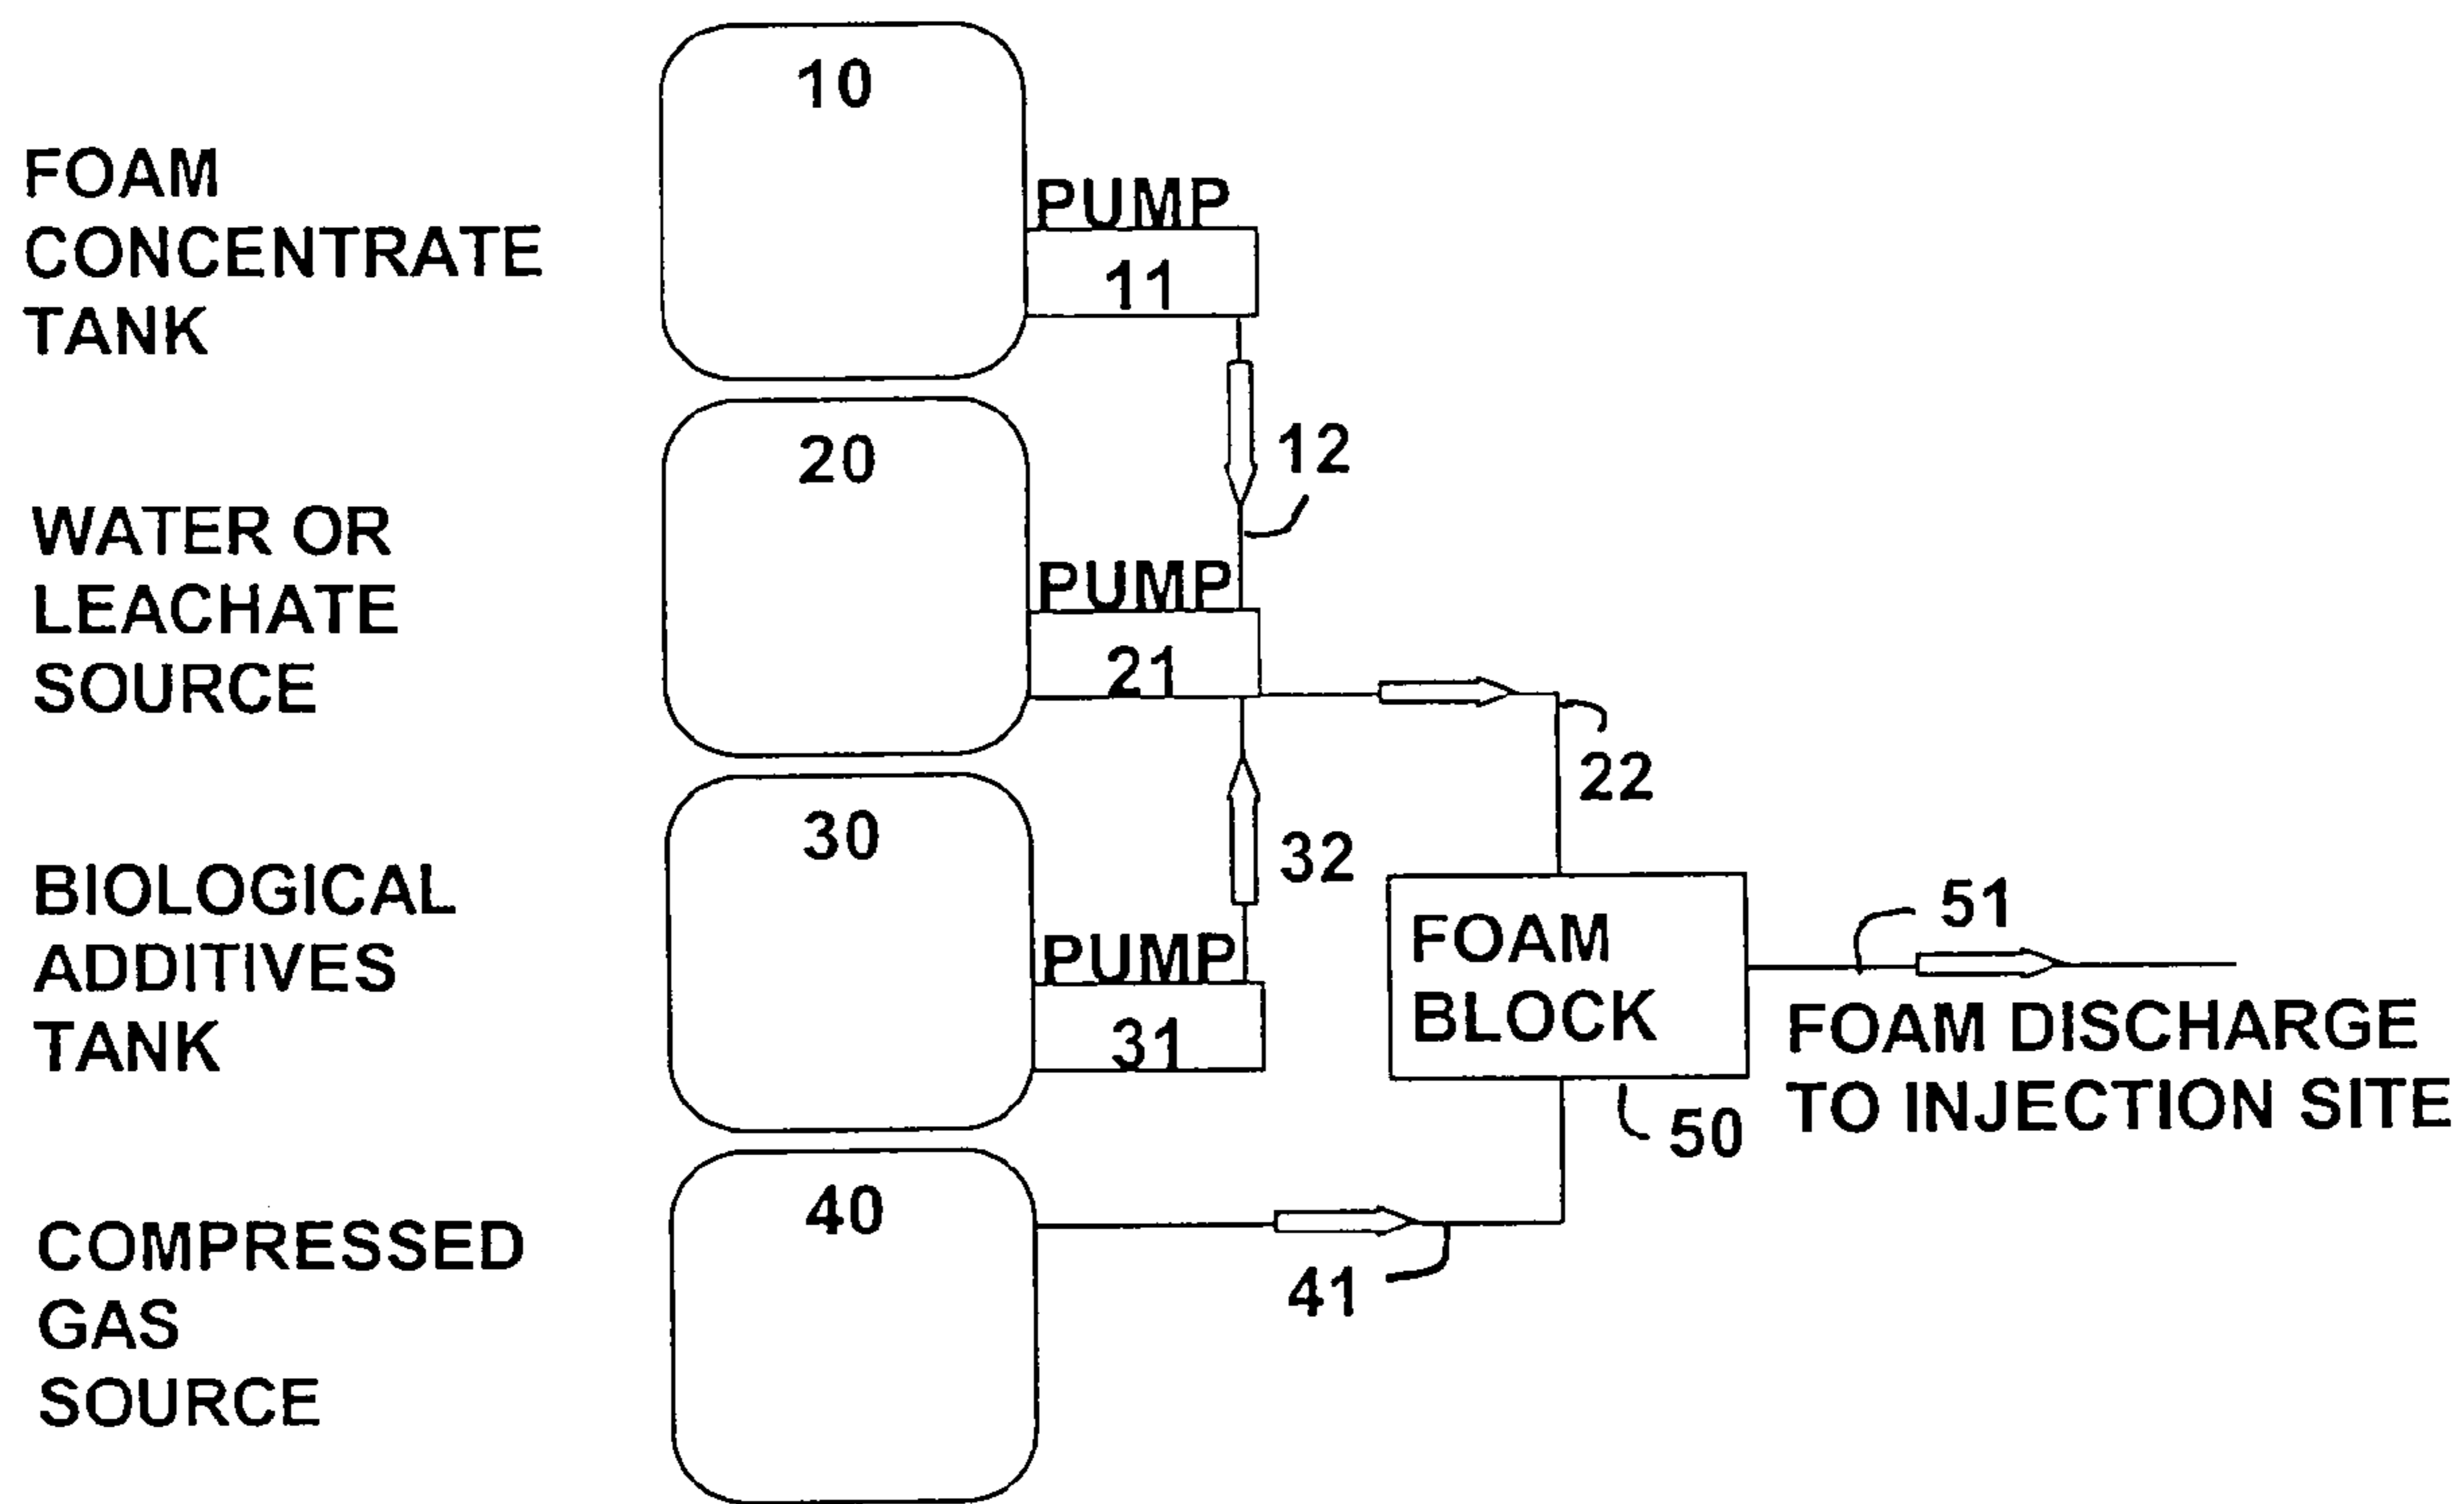 10
FOAM
CONCENTRATE
TANK
PUMP
11
12
20
WATER OR
LEACHATE
SOURCE
PUMP
21
22
30
BIOLOGICAL
ADDITIVES
TANK
32
PUMP
31
FOAM
BLOCK
50
51
FOAM DISCHARGE
TO INJECTION SITE
40
COMPRESSED
GAS
SOURCE
41